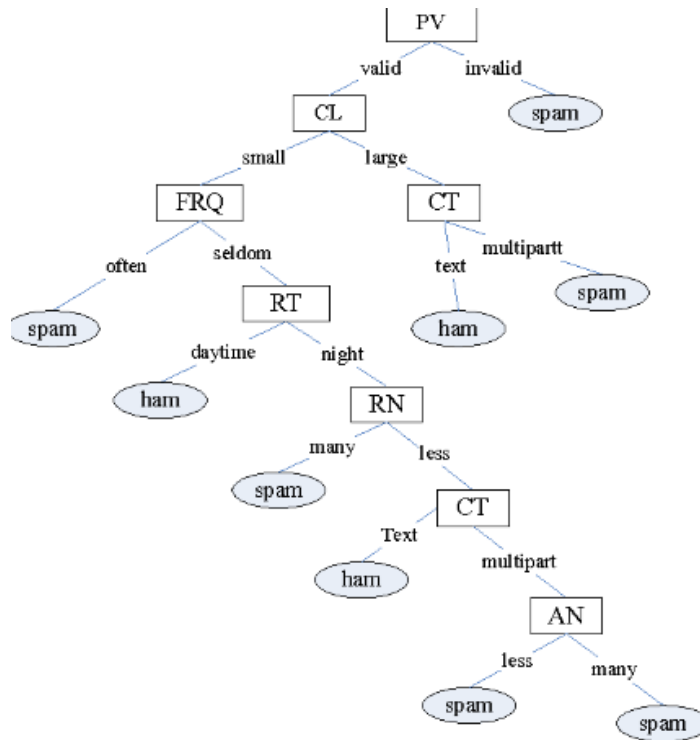 PV
valid
invalid
CL
spam
small
large
FRQ
CT
often
seldom
text
multipartt
spam
RT
ham
spam
daytime
night
ham
RN
many
less
spam
CT
Text
multipart
ham
AN
less
many
spam
spam